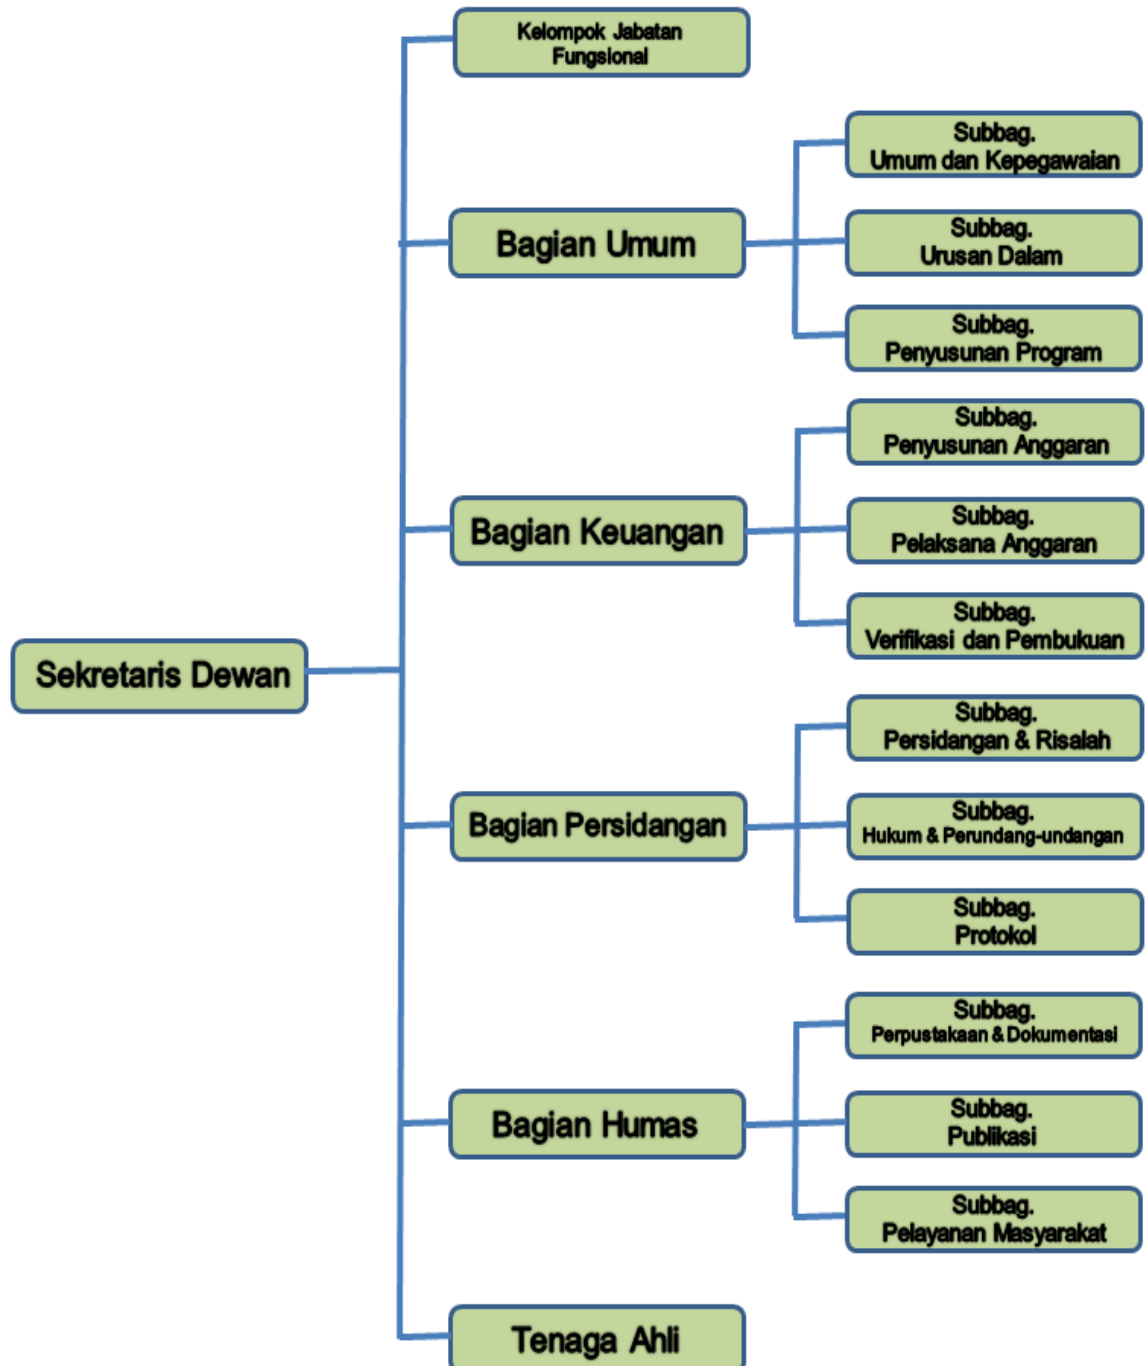 Kelompok Jabatan
Fungsional
Subbag.
Umum dan Kepegawaian
Bagian Umum
Subbag.
Urusan Dalam
Subbag.
Penyusunan Program
Subbag.
Penyusunan Anggaran
Bagian Keuangan
Subbag.
Pelaksana Anggaran
Subbag.
Verifikasi dan Pembukuan
Sekretaris Dewan
Subbag.
Persidangan & Risalah
Bagian Persidangan
Subbag.
Hukum & Perundang-undangan
Subbag.
Protokol
Subbag.
Perpustakaan & Dokumentasi
Bagian Humas
Subbag.
Publikasi
Subbag.
Pelayanan Masyarakat
Tenaga Ahli